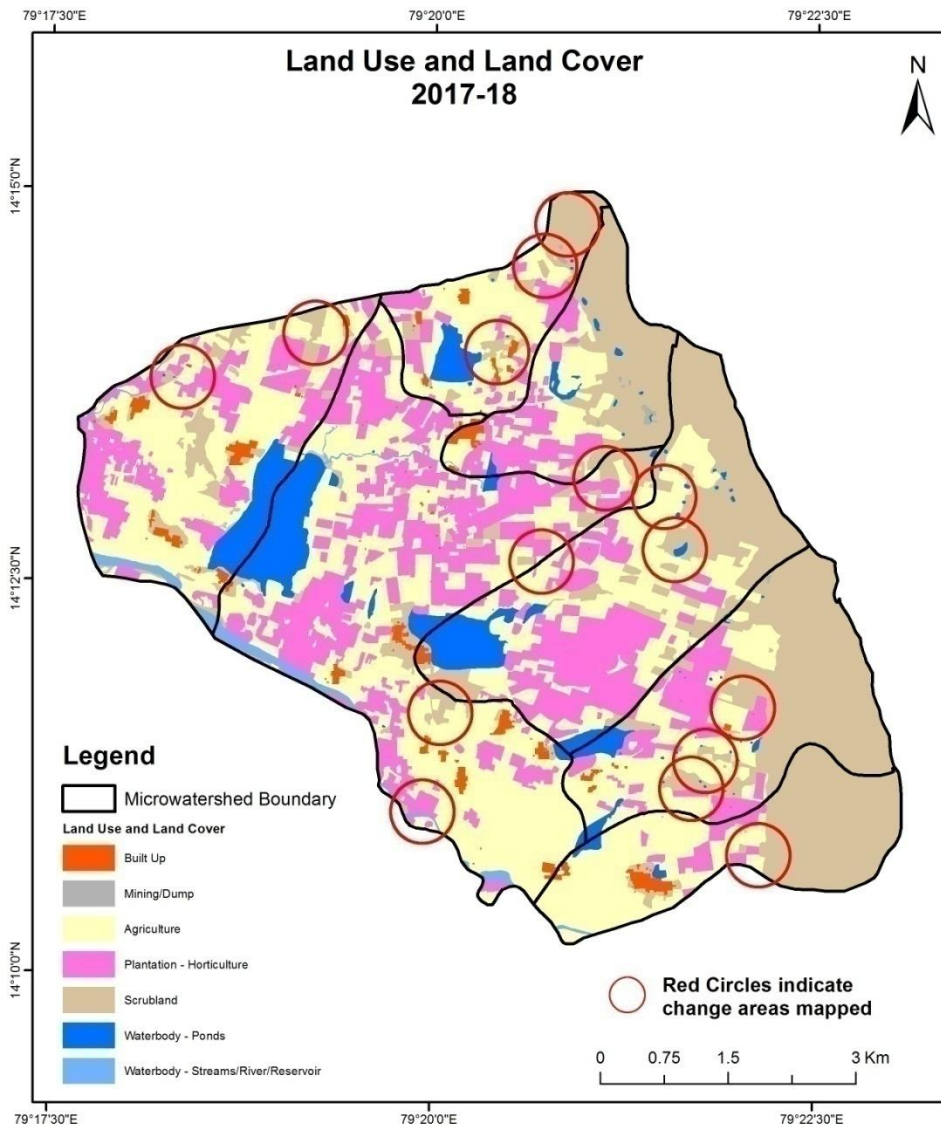 79°17'30"E 79°20'0"E 79°22'30"E
Land Use and Land Cover
2017-18
N
14°15'0"N
14°12'30"N
14°10'0"N
Legend
Microwatershed Boundary
Land Use and Land Cover
Built Up
Mining/Dump
Agriculture
Plantation - Horticulture
Scrubland
Waterbody - Ponds
Waterbody - Streams/River/Reservoir
Red Circles indicate
change areas mapped
0 0.75 1.5 3 Km
79°17'30"E 79°20'0"E 79°22'30"E